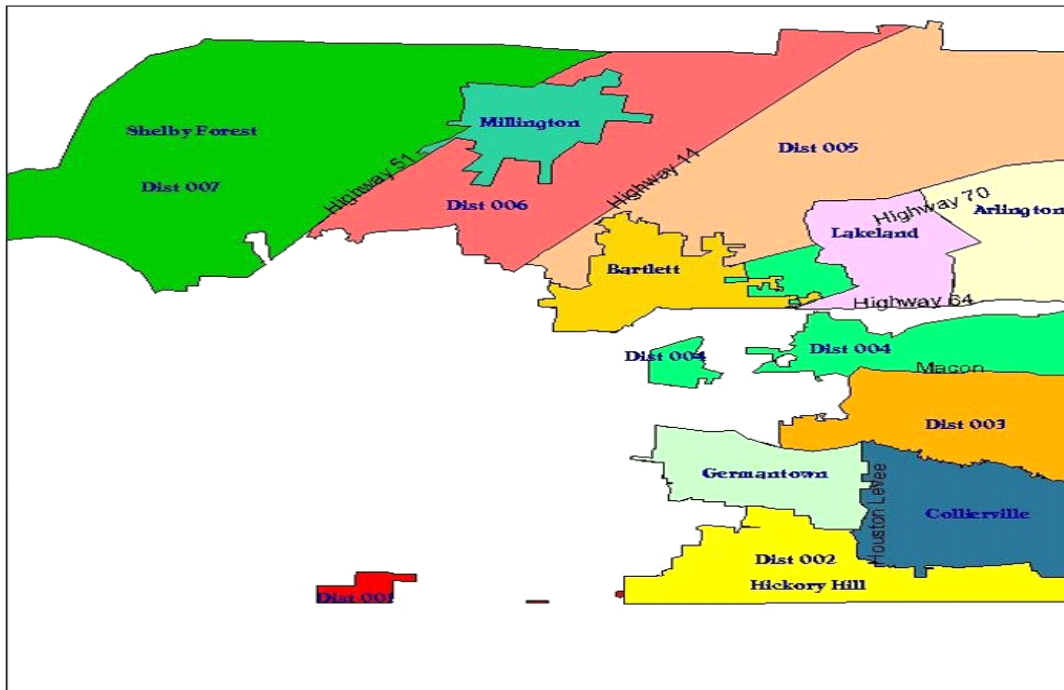 Shelby Forest
Dist 007
Highway 51
Millington
Dist 006
Highway 14
Dist 005
Highway 70
Arlington
Lakeland
Bartlett
Highway 64
Dist 004
Dist 004
Macon
Dist 003
Germantown
Houston Levee
Collierville
Dist 002
Hickory Hill
Dist 001